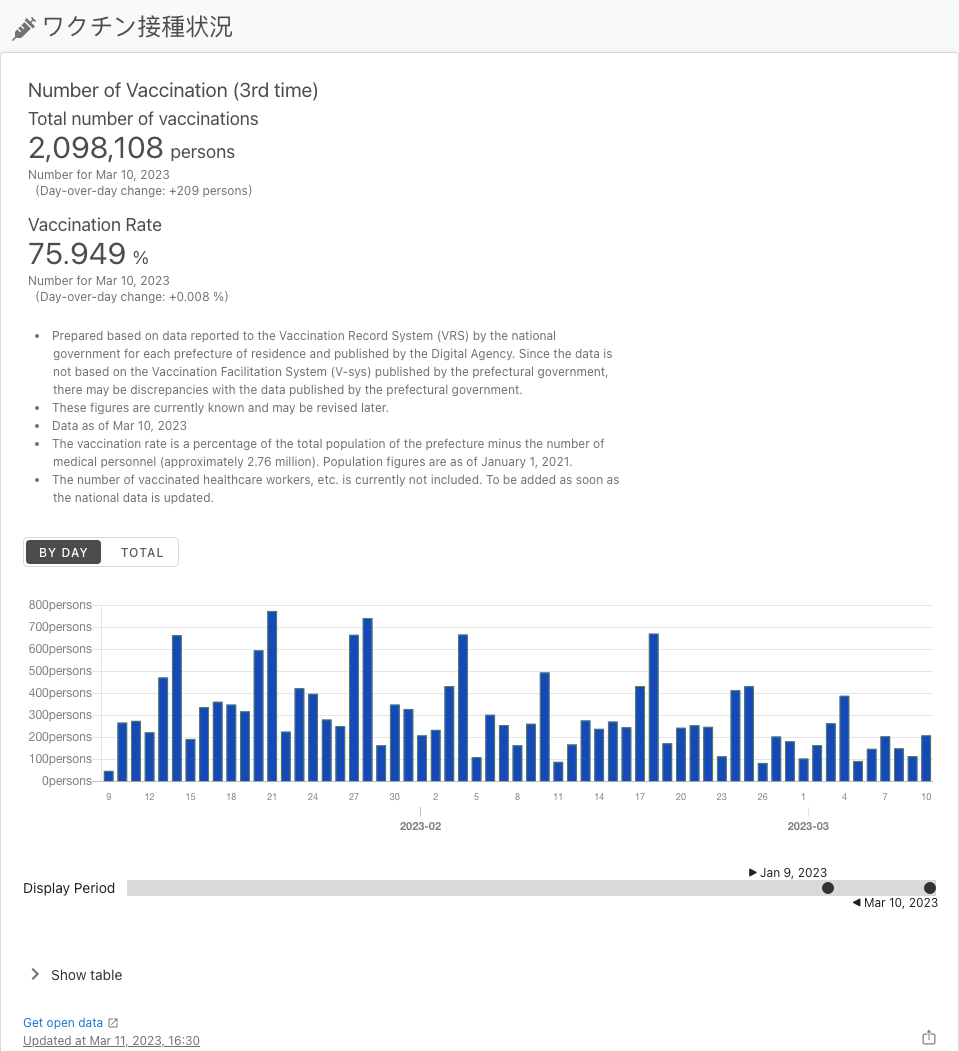 ワクチン接種状況
Number of Vaccination (3rd time)
Total number of vaccinations
2,098,108 persons
Number for Mar 10, 2023
(Day-over-day change: +209 persons)
Vaccination Rate
75.949 %
Number for Mar 10, 2023
(Day-over-day change: +0.008 %)
• Prepared based on data reported to the Vaccination Record System (VRS) by the national
government for each prefecture of residence and published by the Digital Agency. Since the data is
not based on the Vaccination Facilitation System (V-sys) published by the prefectural government,
there may be discrepancies with the data published by the prefectural government.
• These figures are currently known and may be revised later.
• Data as of Mar 10, 2023
• The vaccination rate is a percentage of the total population of the prefecture minus the number of
medical personnel (approximately 2.76 million). Population figures are as of January 1, 2021.
• The number of vaccinated healthcare workers, etc. is currently not included. To be added as soon as
the national data is updated.
BY DAY TOTAL
800persons
700persons
600persons
500persons
400persons
300persons
200persons
100persons
0persons
9 12 15 18 21 24 27 30 2 5 8 11 14 17 20 23 26 1 4 7 10
2023-02 2023-03
Jan 9, 2023
Display Period
Mar 10, 2023
Show table
Get open data
Updated at Mar 11, 2023, 16:30